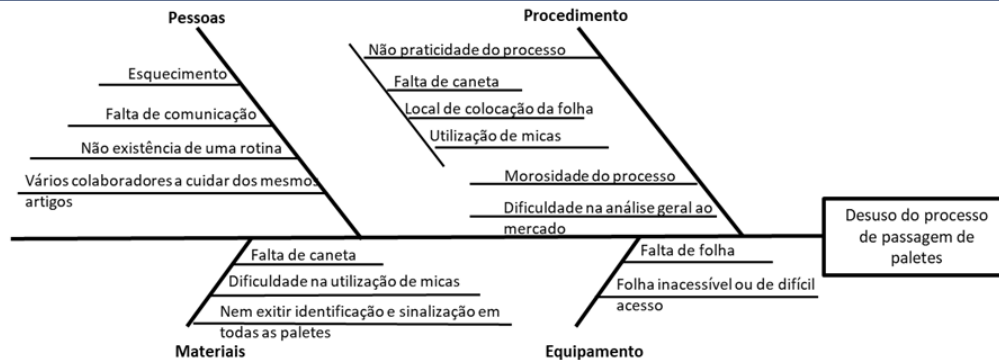 Pessoas
Esquecimento
Falta de comunicação
Não existência de uma rotina
Vários colaboradores a cuidar dos mesmos
artigos
Procedimento
Não praticidade do processo
Falta de caneta
Local de colocação da folha
Utilização de micas
Morosidade do processo
Dificuldade na análise geral ao
mercado
Desuso do processo
de passagem de
paletes
Falta de caneta
Dificuldade na utilização de micas
Nem exitir identificação e sinalização em
todas as paletes
Materiais
Falta de folha
Folha inacessível ou de difícil
acesso
Equipamento